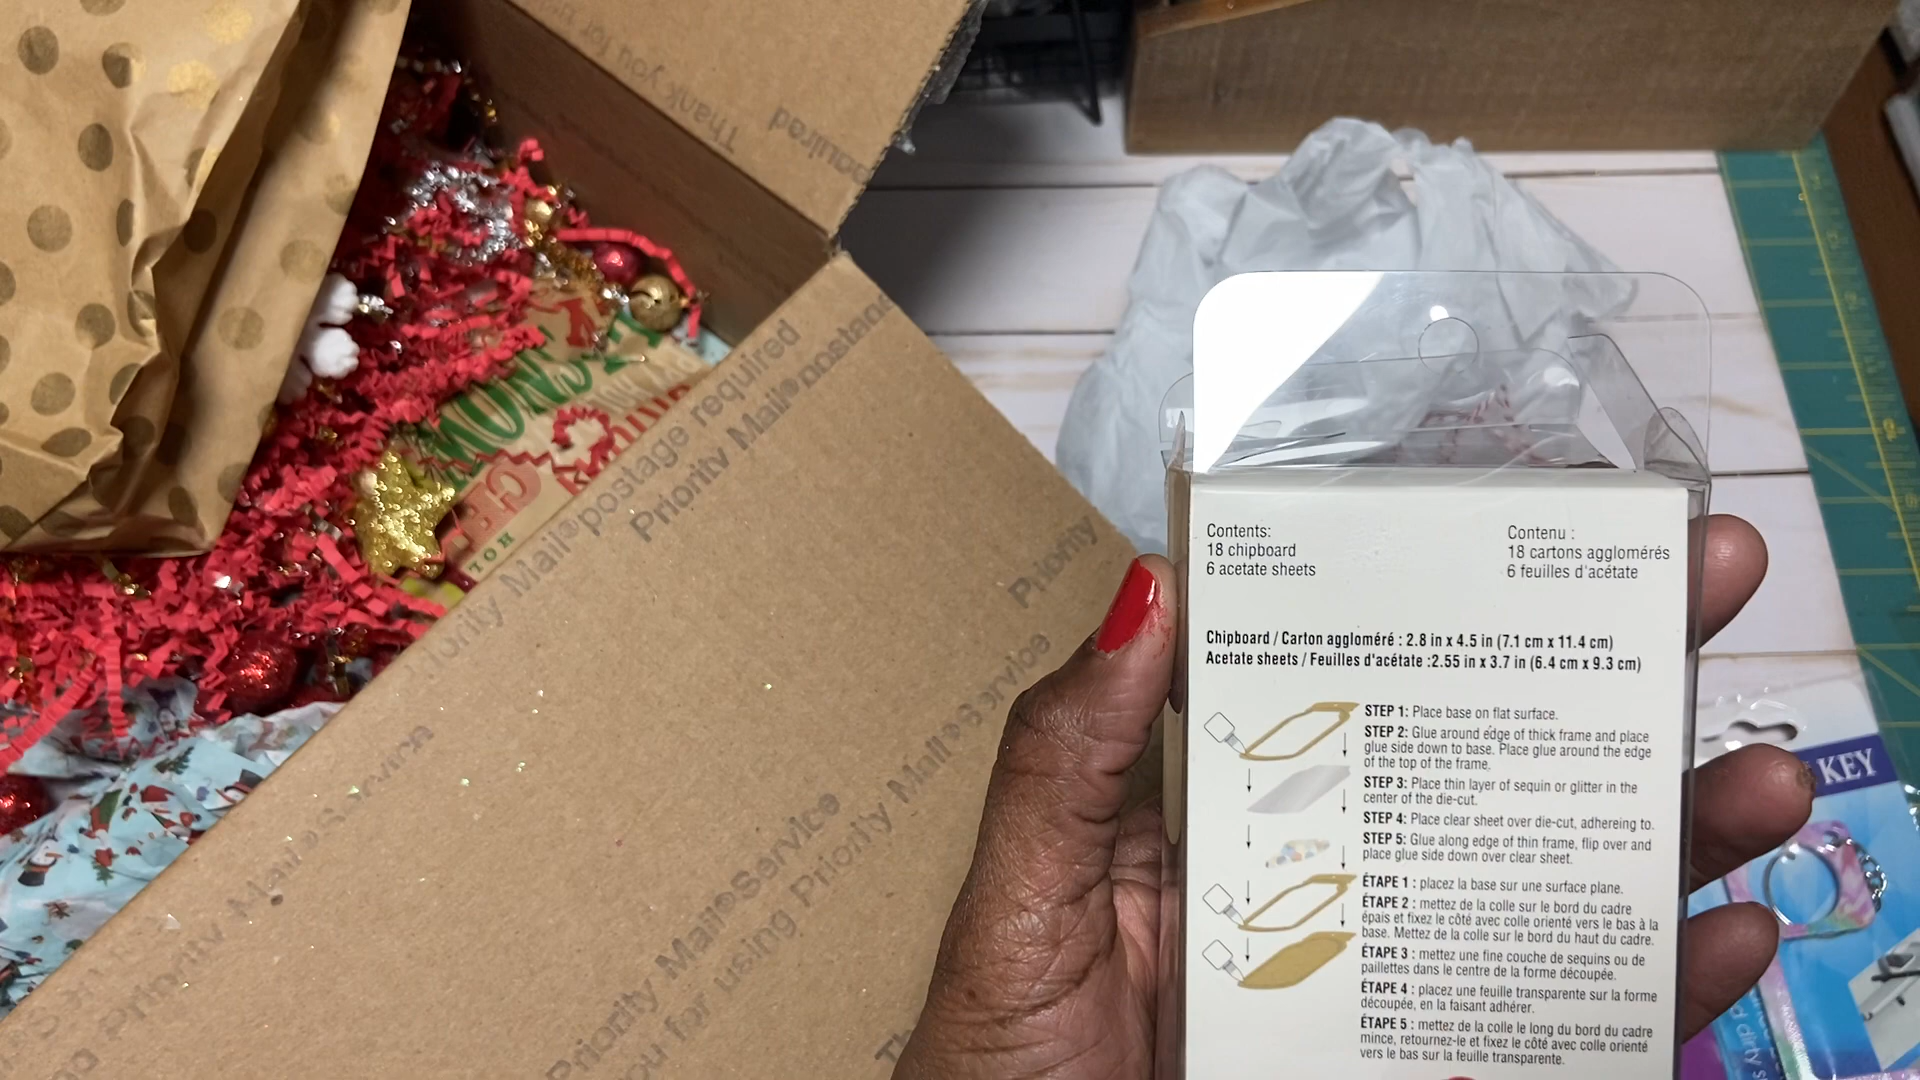 Thank you for
required
postage required
Priority Mail®postage
Priority Mail®
Priority
Priority Mail®Service
Priority Mail®Service
Priority Mail®Service
you for using Priority Mail®Service
HOT
KEY
Contents:
18 chipboard
6 acetate sheets
Contenu :
18 cartons agglomérés
6 feuilles d'acétate
Chipboard / Carton aggloméré : 2.8 in x 4.5 in (7.1 cm x 11.4 cm)
Acetate sheets / Feuilles d'acétate :2.55 in x 3.7 in (6.4 cm x 9.3 cm)
STEP 1: Place base on flat surface.
STEP 2: Glue around edge of thick frame and place
glue side down to base. Place glue around the edge
of the top of the frame.
STEP 3: Place thin layer of sequin or glitter in the
center of the die-cut.
STEP 4: Place clear sheet over die-cut, adhereing to.
STEP 5: Glue along edge of thin frame, flip over and
place glue side down over clear sheet.
ÉTAPE 1 : placez la base sur une surface plane.
ÉTAPE 2 : mettez de la colle sur le bord du cadre
épais et fixez le côté avec colle orienté vers le bas à la
base. Mettez de la colle sur le bord du haut du cadre.
ÉTAPE 3 : mettez une fine couche de sequins ou de
paillettes dans le centre de la forme découpée.
ÉTAPE 4 : placez une feuille transparente sur la forme
découpée, en la faisant adhérer.
ÉTAPE 5 : mettez de la colle le long du bord du cadre
mince, retournez-le et fixez le côté avec colle orienté
vers le bas sur la feuille transparente.